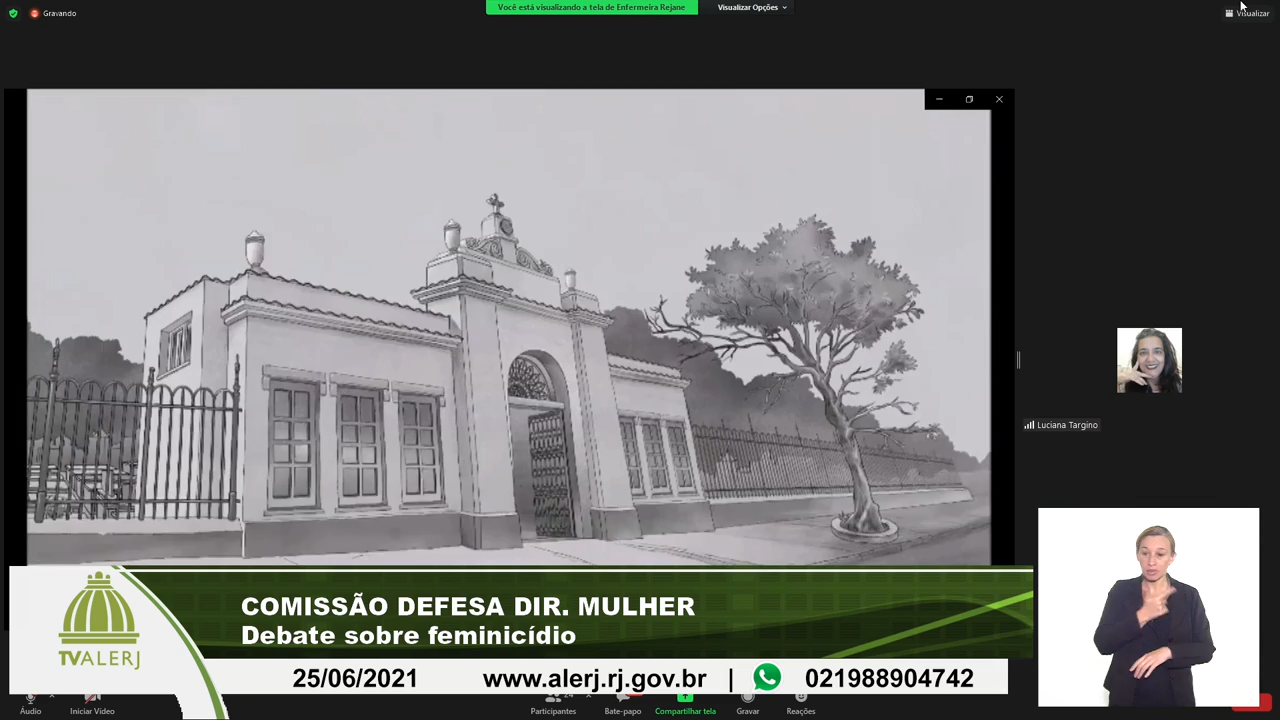 Gravando
Você está visualizando a tela de Enfermeira Rejane
Visualizar Opções
Visualizar
Luciana Targino
COMISSÃO DEFESA DIR. MULHER
Debate sobre feminicídio
TVALERJ
25/06/2021 www.alerj.rj.gov.br | 021988904742
Áudio
Iniciar Vídeo
Participantes
Bate-papo
Compartilhar tela
Gravar
Reações